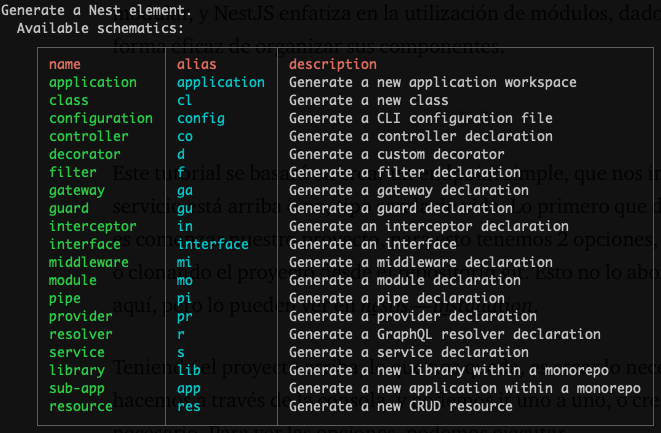 Generate a Nest element.
Available schematics:
name alias description
application application Generate a new application workspace
class cl Generate a new class
configuration config Generate a CLI configuration file
controller co Generate a controller declaration
decorator d Generate a custom decorator
filter f Generate a filter declaration
gateway ga Generate a gateway declaration
guard gu Generate a guard declaration
interceptor in Generate an interceptor declaration
interface interface Generate an interface
middleware mi Generate a middleware declaration
module mo Generate a module declaration
pipe pi Generate a pipe declaration
provider pr Generate a provider declaration
resolver r Generate a GraphQL resolver declaration
service s Generate a service declaration
library lib Generate a new library within a monorepo
sub-app app Generate a new application within a monorepo
resource res Generate a new CRUD resource